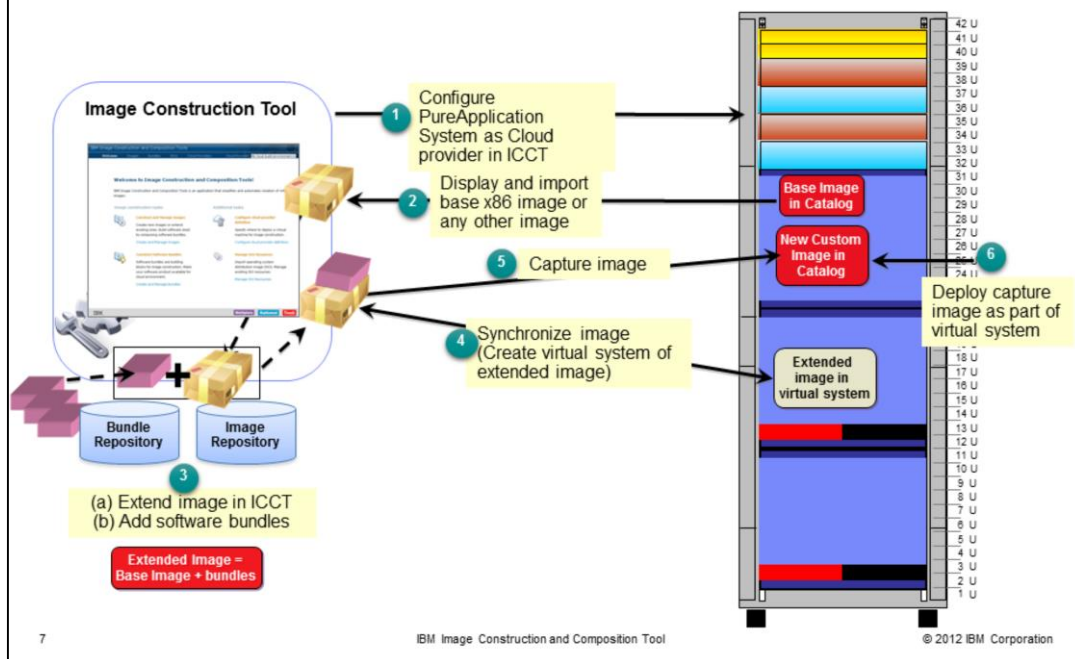 Image Construction Tool
IBM Image Construction and Composition Tool
Welcome to Image Construction and Composition Tools!
1
Configure
PureApplication
System as Cloud
provider in ICCT
2
Display and import
base x86 image or
any other image
5
Capture image
4
Synchronize image
(Create virtual system of
extended image)
Bundle
Repository
Image
Repository
3
(a) Extend image in ICCT
(b) Add software bundles
Extended Image =
Base Image + bundles
Base Image
in Catalog
New Custom
Image in
Catalog
6
Deploy capture
image as part of
virtual system
Extended
image in
virtual system
42 U
41 U
40 U
39 U
38 U
37 U
36 U
35 U
34 U
33 U
32 U
31 U
30 U
29 U
28 U
27 U
26 U
24 U
18 U
17 U
16 U
15 U
14 U
13 U
12 U
11 U
10 U
9 U
8 U
7 U
6 U
5 U
4 U
3 U
2 U
1 U
7
IBM Image Construction and Composition Tool
© 2012 IBM Corporation